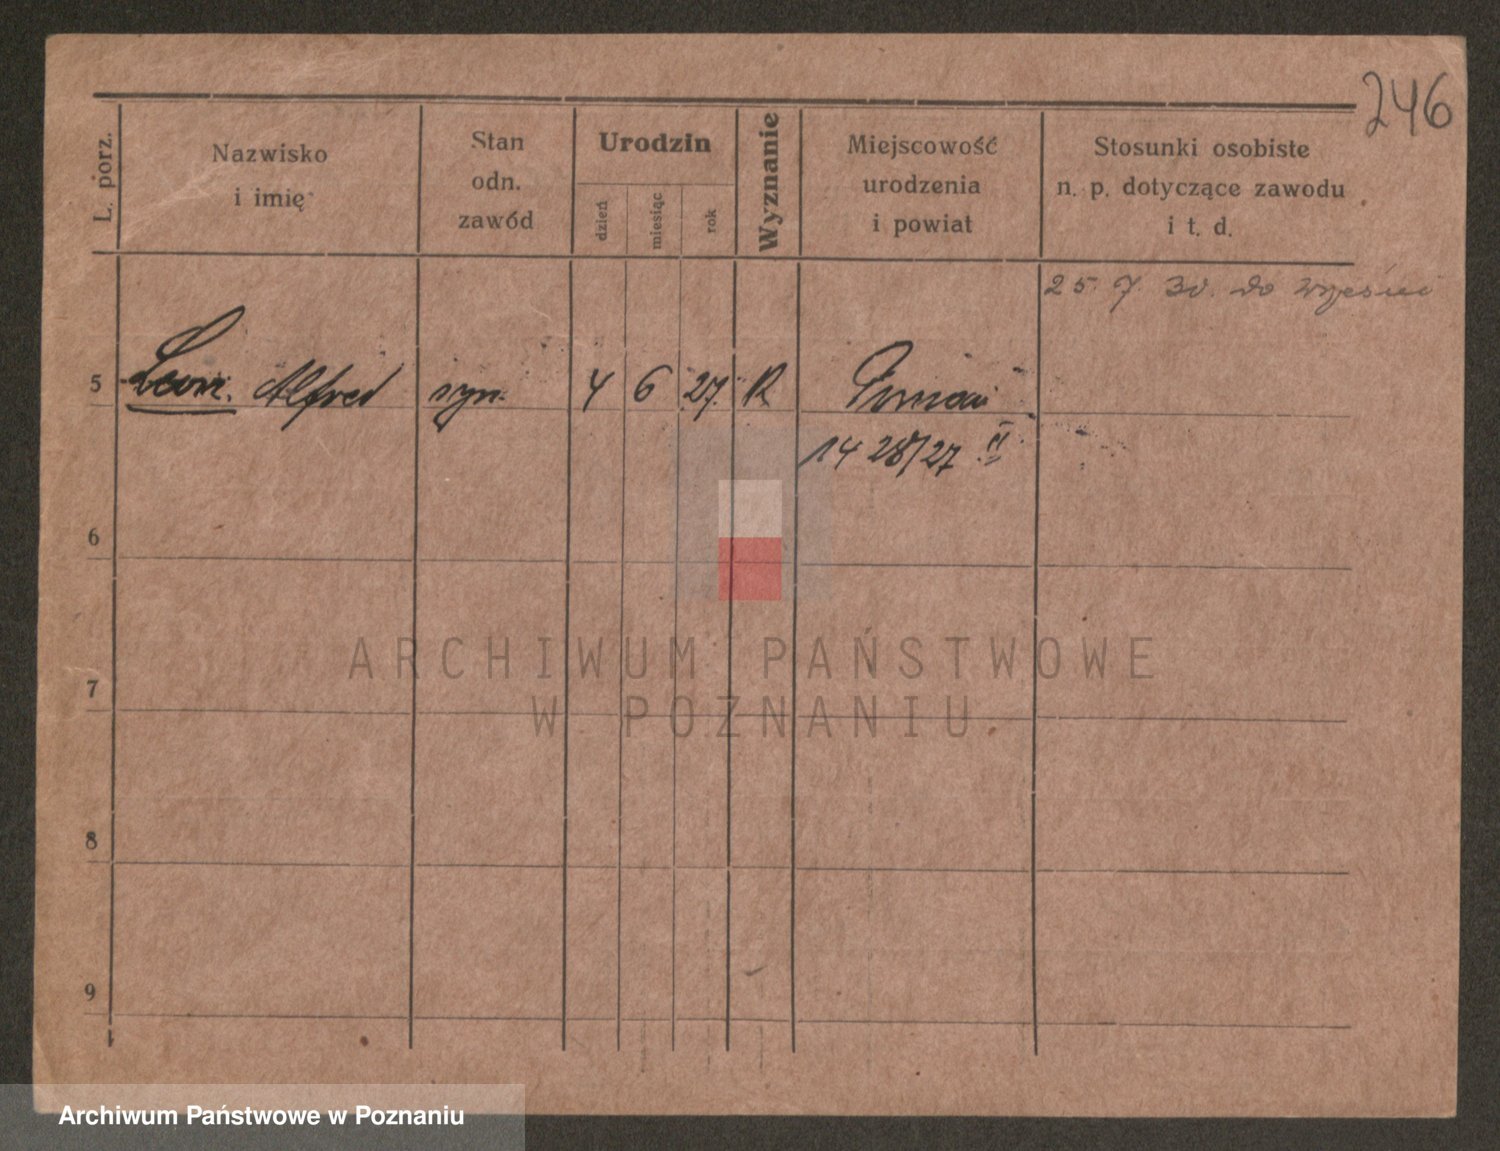 246
L. porz.
Nazwisko
i imię
Stan
odn.
zawód
Urodzin
dzień
miesiąc
rok
Wyznanie
Miejscowość
urodzenia
i powiat
Stosunki osobiste
n. p. dotyczące zawodu
i t. d.
25. 7. 30. do Wrześni
5 Alfred syn. 4 6 27. R Poznań
1428/27 II
6
ARCHIWUM PAŃSTWOWE
W POZNANIU
7
8
9
Archiwum Państwowe w Poznaniu